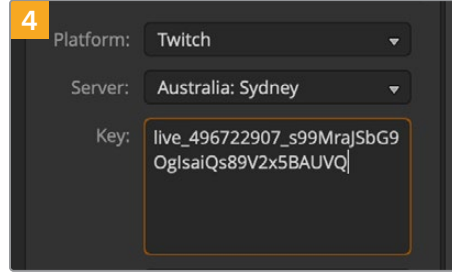 4
Platform: Twitch
Server: Australia: Sydney
Key: live_496722907_s99MraJSbG9
OgIsaiQs89V2x5BAUVQ